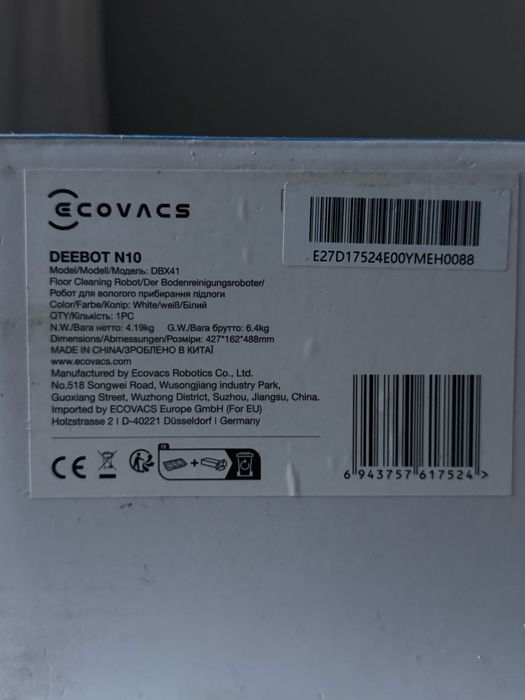 ECOVACS
E27D17524E00YMEH0088
DEEBOT N10
Model/Modell/Модель: DBX41
Floor Cleaning Robot/Der Bodenreinigungsroboter/
Робот для вологого прибирання підлоги
Color/Farbe/Колір: White/weiß/Білий
QTY/Кількість: 1PC
N.W./Вага нетто: 4.19kg G.W./Вага брутто: 6.4kg
Dimensions/Abmessungen/Розміри: 427*162*488mm
MADE IN CHINA/ЗРОБЛЕНО В КИТАЇ
www.ecovacs.com
Manufactured by Ecovacs Robotics Co., Ltd.
No.518 Songwei Road, Wusongjiang industry Park,
Guoxiang Street, Wuzhong District, Suzhou, Jiangsu, China.
Imported by ECOVACS Europe GmbH (For EU)
Holzstrasse 2 I D-40221 Düsseldorf I Germany
CE
FR
+
6 943757 617524 >